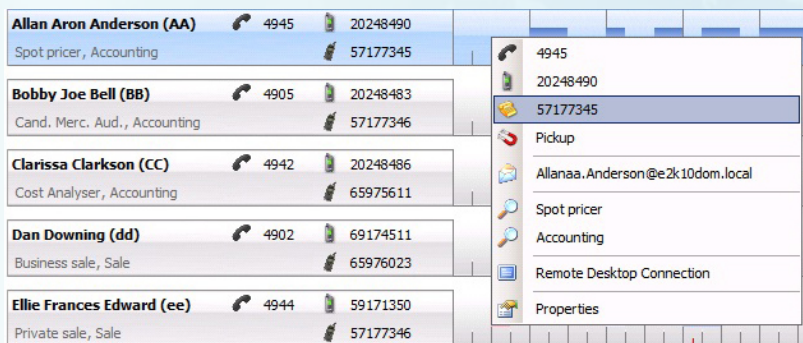 Allan Aron Anderson (AA) 4945 20248490
Spot pricer, Accounting 57177345
Bobby Joe Bell (BB) 4905 20248483
Cand. Merc. Aud., Accounting 57177346
Clarissa Clarkson (CC) 4942 20248486
Cost Analyser, Accounting 65975611
Dan Downing (dd) 4902 69174511
Business sale, Sale 65976023
Ellie Frances Edward (ee) 4944 59171350
Private sale, Sale 57177346
4945
20248490
57177345
Pickup
Allanaa.Anderson@e2k10dom.local
Spot pricer
Accounting
Remote Desktop Connection
Properties